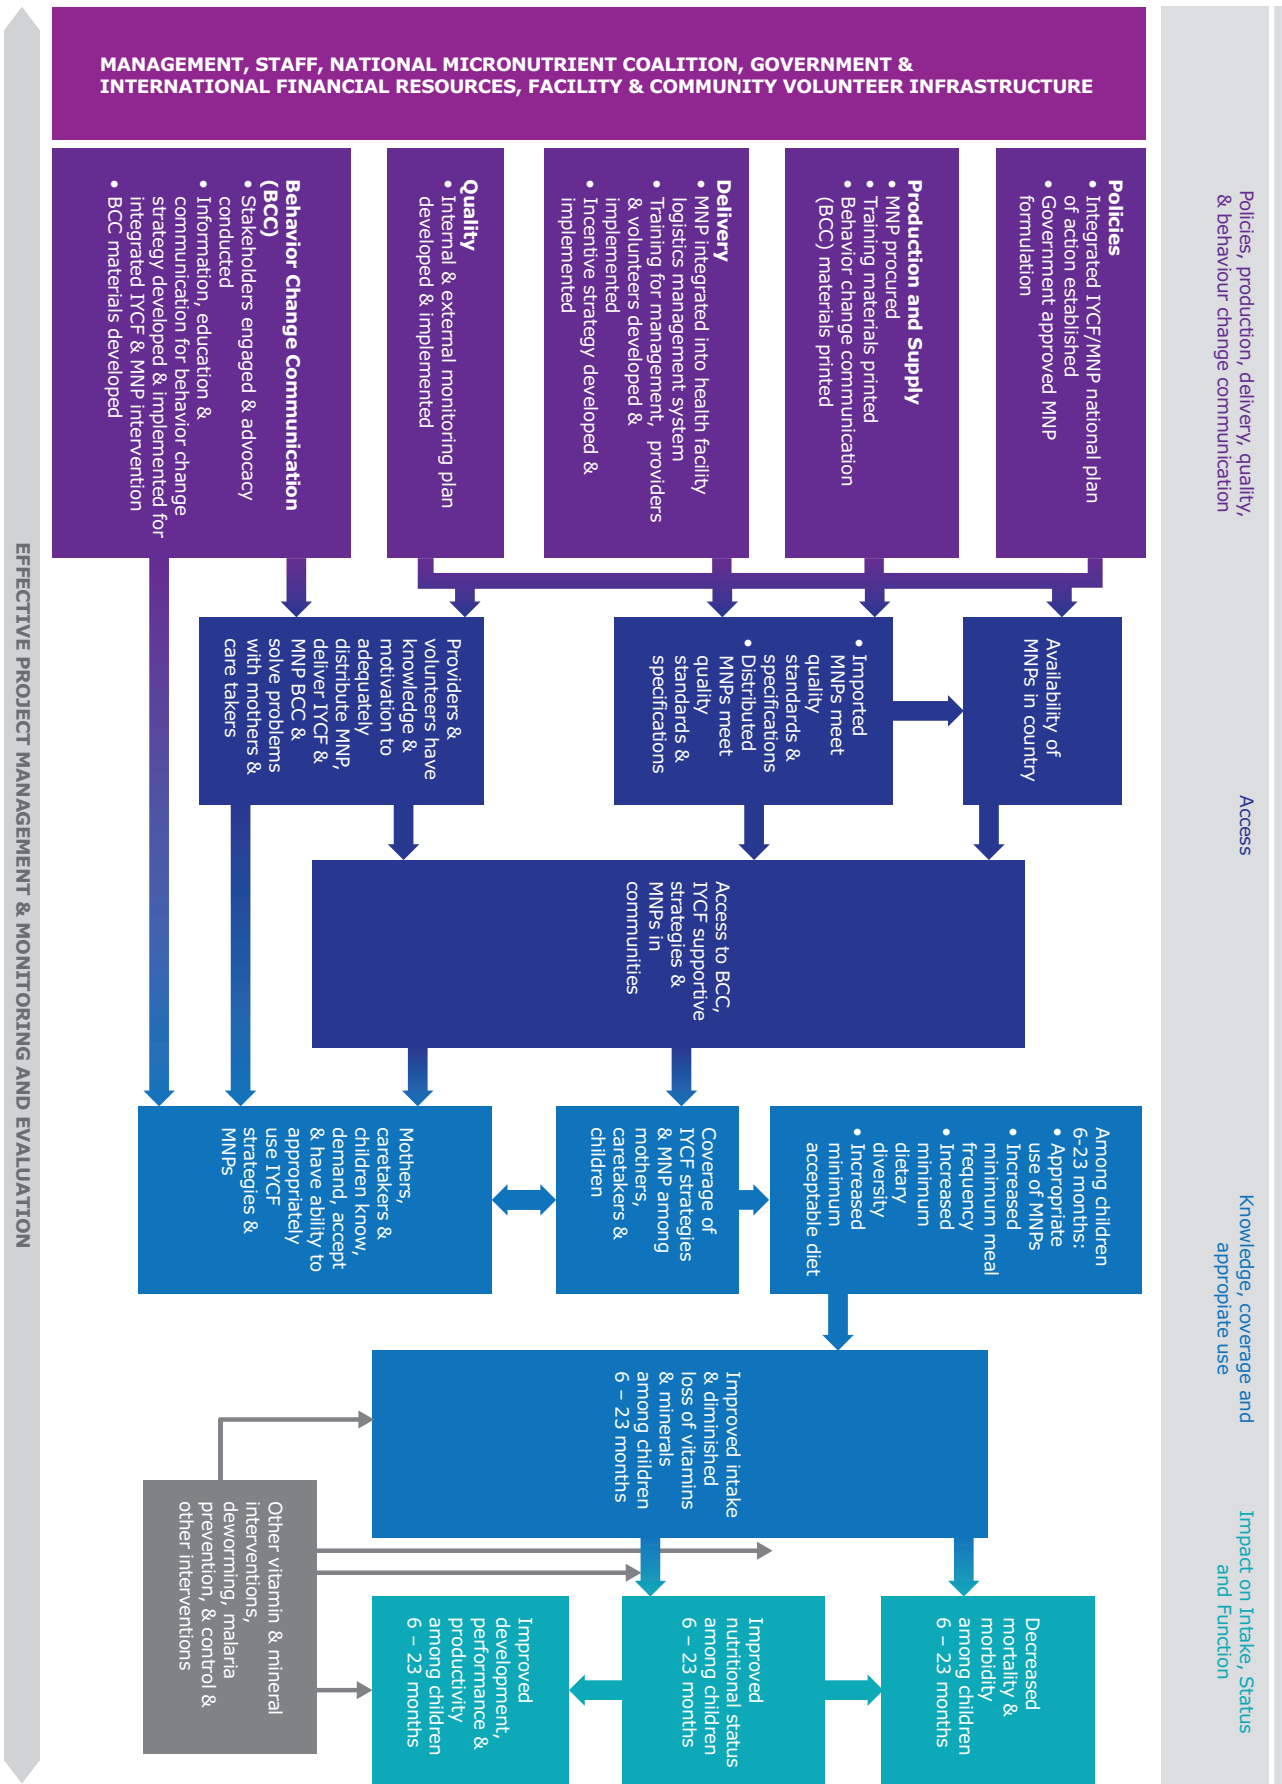 Policies, production, delivery, quality,
& behaviour change communication
Access
Knowledge, coverage and
appropiate use
Impact on Intake, Status
and Function
MANAGEMENT, STAFF, NATIONAL MICRONUTRIENT COALITION, GOVERNMENT &
INTERNATIONAL FINANCIAL RESOURCES, FACILITY & COMMUNITY VOLUNTEER INFRASTRUCTURE
Policies
• Integrated IYCF/MNP national plan
of action established
• Government approved MNP
formulation
Production and Supply
• MNP procured
• Training materials printed
• Behavior change communication
(BCC) materials printed
Delivery
• MNP integrated into health facility
logistics management system
• Training for management, providers
& volunteers developed &
implemented
• Incentive strategy developed &
implemented
Quality
• Internal & external monitoring plan
developed & implemented
Behavior Change Communication
(BCC)
• Stakeholders engaged & advocacy
conducted
• Information, education &
communication for behavior change
strategy developed & implemented for
integrated IYCF & MNP intervention
• BCC materials developed
Availability of
MNPs in country
• Imported
MNPs meet
quality
standards &
specifications
• Distributed
MNPs meet
quality
standards &
specifications
Providers &
volunteers have
knowledge &
motivation to
adequately
distribute MNP,
deliver IYCF &
MNP BCC &
solve problems
with mothers &
care takers
Access to BCC,
IYCF supportive
strategies &
MNPs in
communities
Among children
6-23 months:
• Appropriate
use of MNPs
• Increased
minimum meal
frequency
• Increased
minimum
dietary
diversity
• Increased
minimum
acceptable diet
Coverage of
IYCF strategies
& MNP among
mothers,
caretakers &
children
Mothers,
caretakers &
children know,
demand, accept
& have ability to
appropriately
use IYCF
strategies &
MNPs
Improved intake
& diminished
loss of vitamins
& minerals
among children
6 – 23 months
Other vitamin & mineral
interventions,
deworming, malaria
prevention, & control &
other interventions
Decreased
mortality &
morbidity
among children
6 – 23 months
Improved
nutritional status
among children
6 – 23 months
Improved
development,
performance &
productivity
among children
6 – 23 months
EFFECTIVE PROJECT MANAGEMENT & MONITORING AND EVALUATION